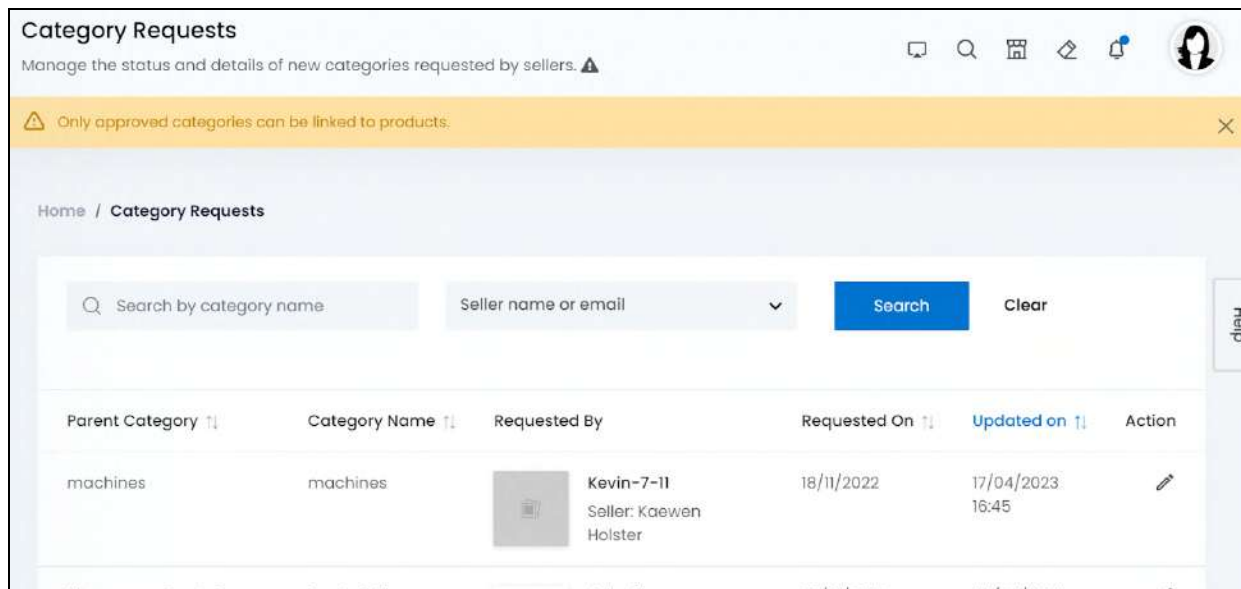 Category Requests
Manage the status and details of new categories requested by sellers.
Only approved categories can be linked to products.
Home / Category Requests
Search by category name
Seller name or email
Search
Clear
Help
Parent Category
Category Name
Requested By
Requested On
Updated on
Action
machines
machines
Kevin-7-11
Seller: Kaewen
Holster
18/11/2022
17/04/2023
16:45